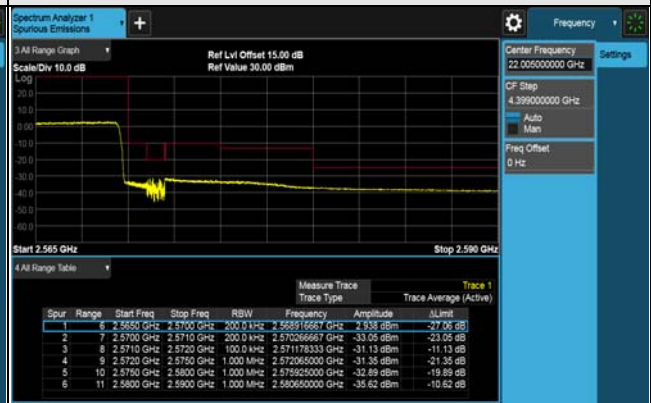 Spectrum Analyzer 1
Spurious Emissions
+
Frequency
3 All Range Graph
Scale/Div 10.0 dB
Ref Lvl Offset 15.00 dB
Ref Value 30.00 dBm
Log
20.0
10.0
0.00
-10.0
-20.0
-30.0
-40.0
-50.0
-60.0
Start 2.565 GHz
Stop 2.590 GHz
Center Frequency
22.005000000 GHz
Settings
CF Step
4.399000000 GHz
Auto
Man
Freq Offset
0 Hz
4 All Range Table
Measure Trace Trace 1
Trace Type Trace Average (Active)
Spur Range Start Freq Stop Freq RBW Frequency Amplitude ΔLimit
1 6 2.5650 GHz 2.5700 GHz 200.0 kHz 2.568916667 GHz 2.938 dBm -27.06 dB
2 7 2.5700 GHz 2.5710 GHz 200.0 kHz 2.570266667 GHz -33.05 dBm -23.05 dB
3 8 2.5710 GHz 2.5720 GHz 100.0 kHz 2.571178333 GHz -31.13 dBm -11.13 dB
4 9 2.5720 GHz 2.5750 GHz 1.000 MHz 2.572065000 GHz -31.35 dBm -21.35 dB
5 10 2.5750 GHz 2.5800 GHz 1.000 MHz 2.575925000 GHz -32.89 dBm -19.89 dB
6 11 2.5800 GHz 2.5900 GHz 1.000 MHz 2.580650000 GHz -35.62 dBm -10.62 dB